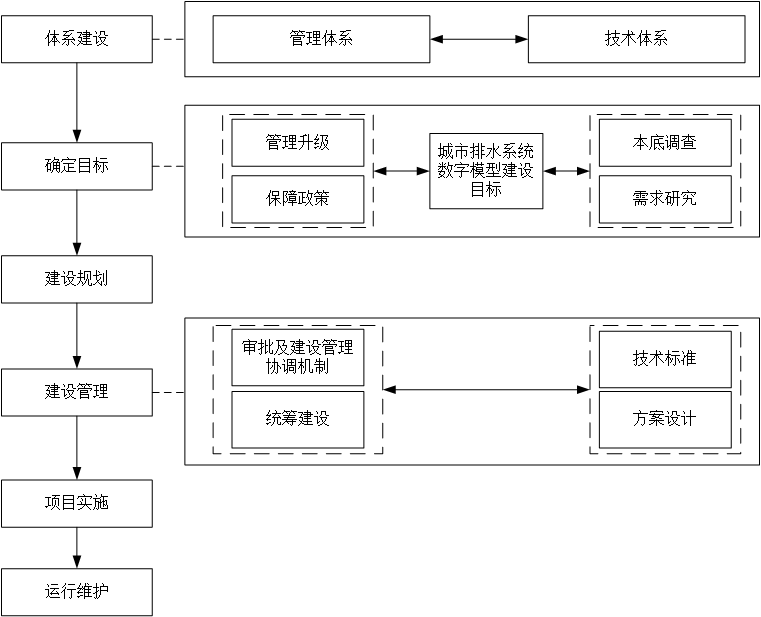 体系建设
管理体系
技术体系
确定目标
管理升级
保障政策
城市排水系统
数字模型建设
目标
本底调查
需求研究
建设规划
建设管理
审批及建设管理
协调机制
统筹建设
技术标准
方案设计
项目实施
运行维护